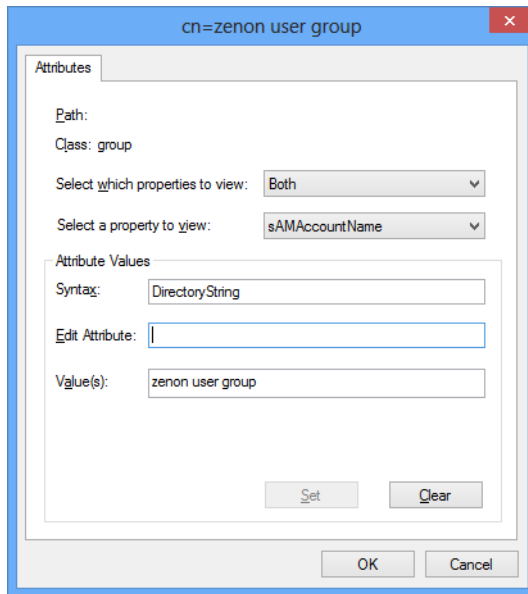 cn=zenon user group
Attributes
Path:
Class: group
Select which properties to view: Both
Select a property to view: sAMAccountName
Attribute Values
Syntax: DirectoryString
Edit Attribute:
Value(s): zenon user group
Set Clear
OK Cancel